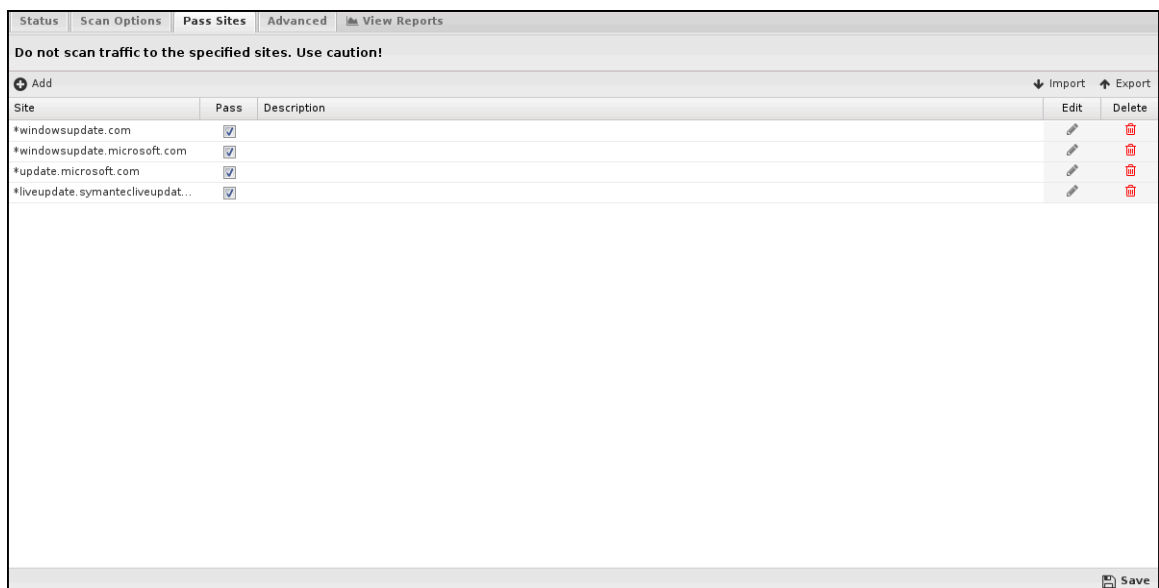 Status Scan Options Pass Sites Advanced View Reports
Do not scan traffic to the specified sites. Use caution!
Add Import Export
Site Pass Description Edit Delete
*windowsupdate.com
*windowsupdate.microsoft.com
*update.microsoft.com
*liveupdate.symantecliveupdat...
Save